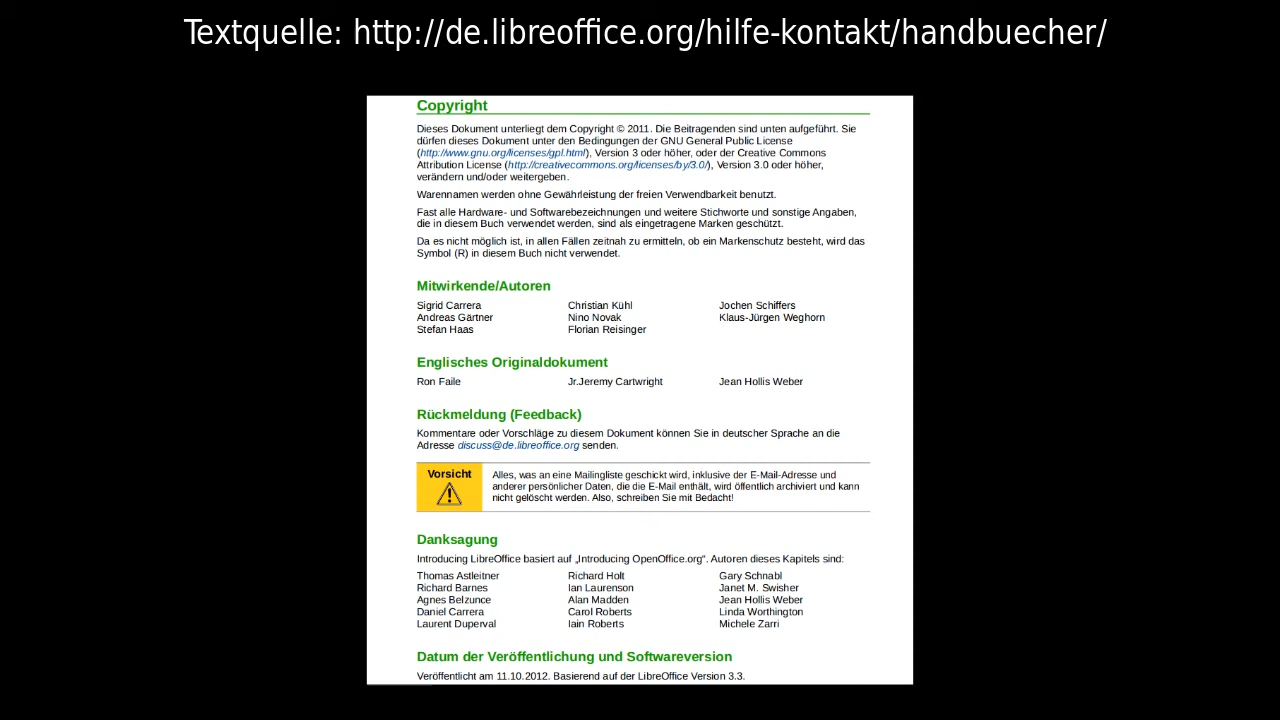 Textquelle: http://de.libreoffice.org/hilfe-kontakt/handbuecher/
Copyright
Dieses Dokument unterliegt dem Copyright © 2011. Die Beitragenden sind unten aufgeführt. Sie
dürfen dieses Dokument unter den Bedingungen der GNU General Public License
(http://www.gnu.org/licenses/gpl.html), Version 3 oder höher, oder der Creative Commons
Attribution License (http://creativecommons.org/licenses/by/3.0/), Version 3.0 oder höher,
verändern und/oder weitergeben.
Warennamen werden ohne Gewährleistung der freien Verwendbarkeit benutzt.
Fast alle Hardware- und Softwarebezeichnungen und weitere Stichworte und sonstige Angaben,
die in diesem Buch verwendet werden, sind als eingetragene Marken geschützt.
Da es nicht möglich ist, in allen Fällen zeitnah zu ermitteln, ob ein Markenschutz besteht, wird das
Symbol (R) in diesem Buch nicht verwendet.
Mitwirkende/Autoren
Sigrid Carrera Christian Kühl Jochen Schiffers
Andreas Gärtner Nino Novak Klaus-Jürgen Weghorn
Stefan Haas Florian Reisinger
Englisches Originaldokument
Ron Faile Jr.Jeremy Cartwright Jean Hollis Weber
Rückmeldung (Feedback)
Kommentare oder Vorschläge zu diesem Dokument können Sie in deutscher Sprache an die
Adresse discuss@de.libreoffice.org senden.
Vorsicht
Alles, was an eine Mailingliste geschickt wird, inklusive der E-Mail-Adresse und
anderer persönlicher Daten, die die E-Mail enthält, wird öffentlich archiviert und kann
nicht gelöscht werden. Also, schreiben Sie mit Bedacht!
Danksagung
Introducing LibreOffice basiert auf „Introducing OpenOffice.org“. Autoren dieses Kapitels sind:
Thomas Astleitner Richard Holt Gary Schnabl
Richard Barnes Ian Laurenson Janet M. Swisher
Agnes Belzunce Alan Madden Jean Hollis Weber
Daniel Carrera Carol Roberts Linda Worthington
Laurent Duperval Iain Roberts Michele Zarri
Datum der Veröffentlichung und Softwareversion
Veröffentlicht am 11.10.2012. Basierend auf der LibreOffice Version 3.3.